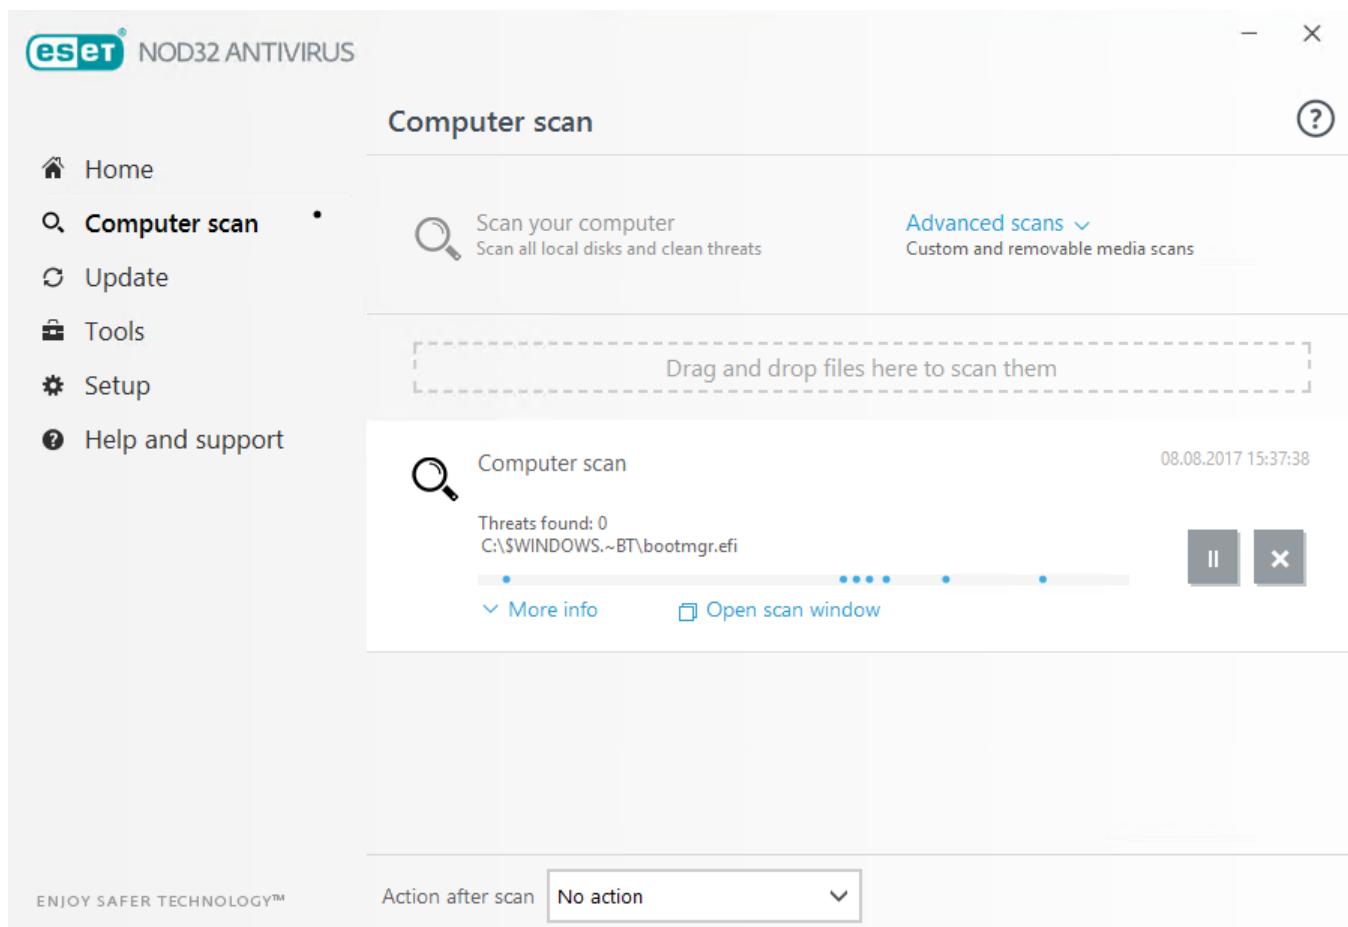 eset® NOD32 ANTIVIRUS
Computer scan
?
Home
Computer scan
Update
Tools
Setup
Help and support
Scan your computer
Scan all local disks and clean threats
Advanced scans
Custom and removable media scans
Drag and drop files here to scan them
Computer scan
08.08.2017 15:37:38
Threats found: 0
C:\$WINDOWS.~BT\bootmgr.efi
More info
Open scan window
Action after scan
No action
ENJOY SAFER TECHNOLOGY™